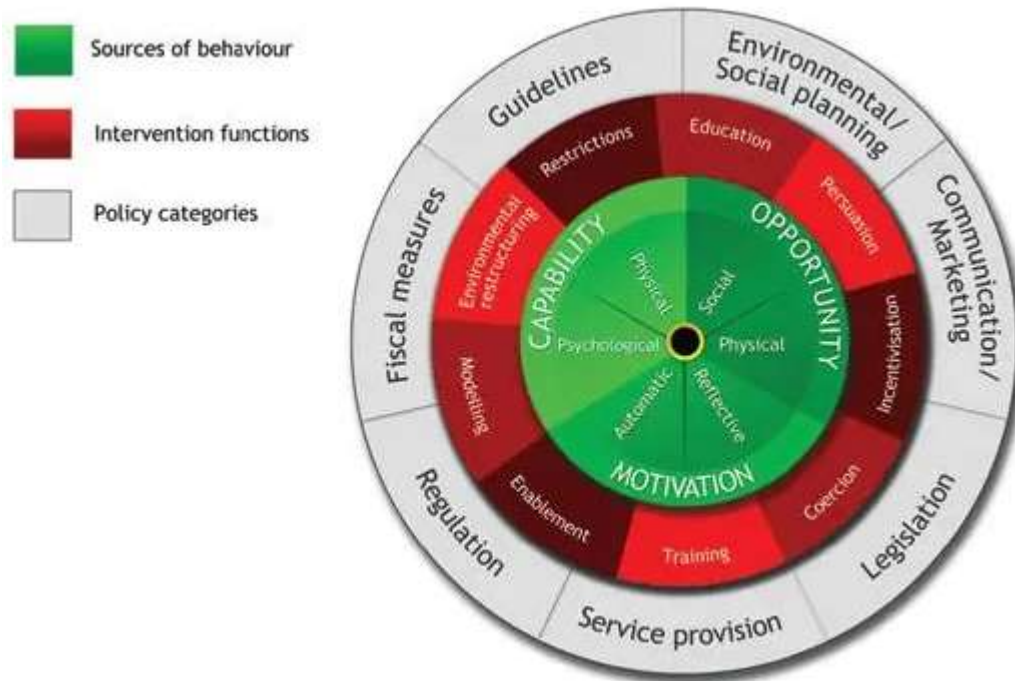 Sources of behaviour
Intervention functions
Policy categories
Guidelines
Environmental/
Social planning
Communication/
Marketing
Legislation
Service provision
Regulation
Fiscal measures
Restrictions
Education
Persuasion
Incentivisation
Coercion
Training
Enablement
Modelling
Environmental
restructuring
CAPABILITY
OPPORTUNITY
MOTIVATION
Physical
Social
Physical
Reflective
Automatic
Psychological